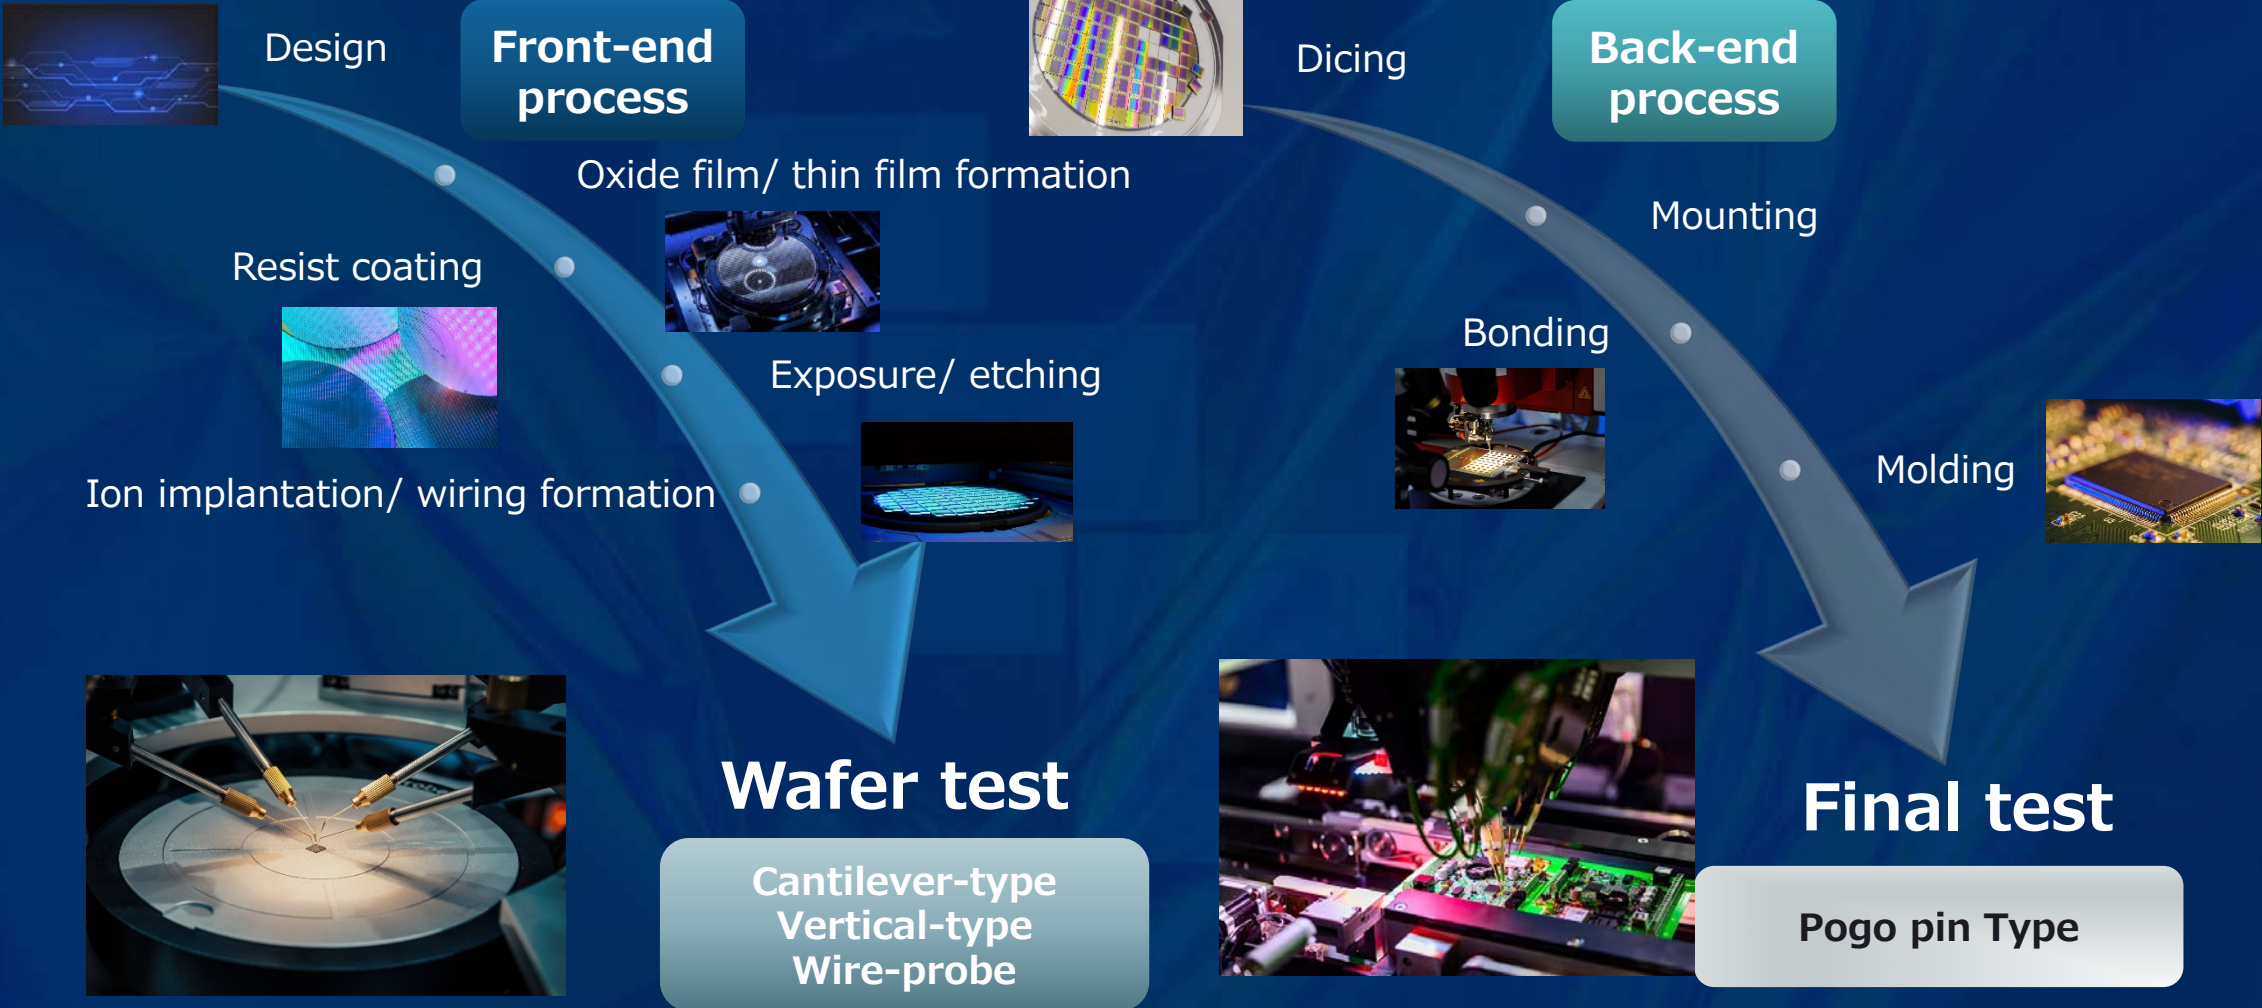 Design
Front-end
process
Oxide film/ thin film formation
Resist coating
Exposure/ etching
Ion implantation/ wiring formation
Wafer test
Cantilever-type
Vertical-type
Wire-probe
Dicing
Back-end
process
Mounting
Bonding
Molding
Final test
Pogo pin Type